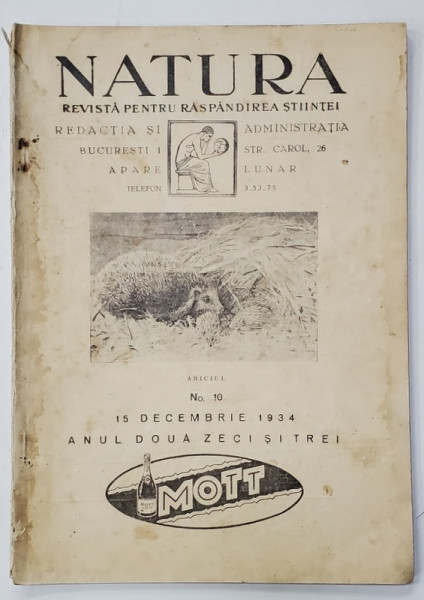 NATURA
REVISTĂ PENTRU RĂSPÂNDIREA ȘTIINȚEI
REDACȚIA ȘI ADMINISTRAȚIA
BUCUREȘTI I STR. CAROL, 26
APARE LUNAR
TELEFON 3.53.75
ARICIUL
No. 10
15 DECEMBRIE 1934
ANUL DOUĂ ZECI ȘI TREI
MOTT